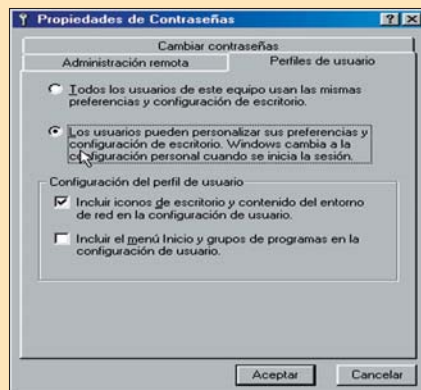 Propiedades de Contraseñas
Cambiar contraseñas
Administración remota
Perfiles de usuario
Todos los usuarios de este equipo usan las mismas
preferencias y configuración de escritorio.
Los usuarios pueden personalizar sus preferencias y
configuración de escritorio. Windows cambia a la
configuración personal cuando se inicia la sesión.
Configuración del perfil de usuario
Incluir iconos de escritorio y contenido del entorno
de red en la configuración de usuario.
Incluir el menú Inicio y grupos de programas en la
configuración de usuario.
Aceptar
Cancelar